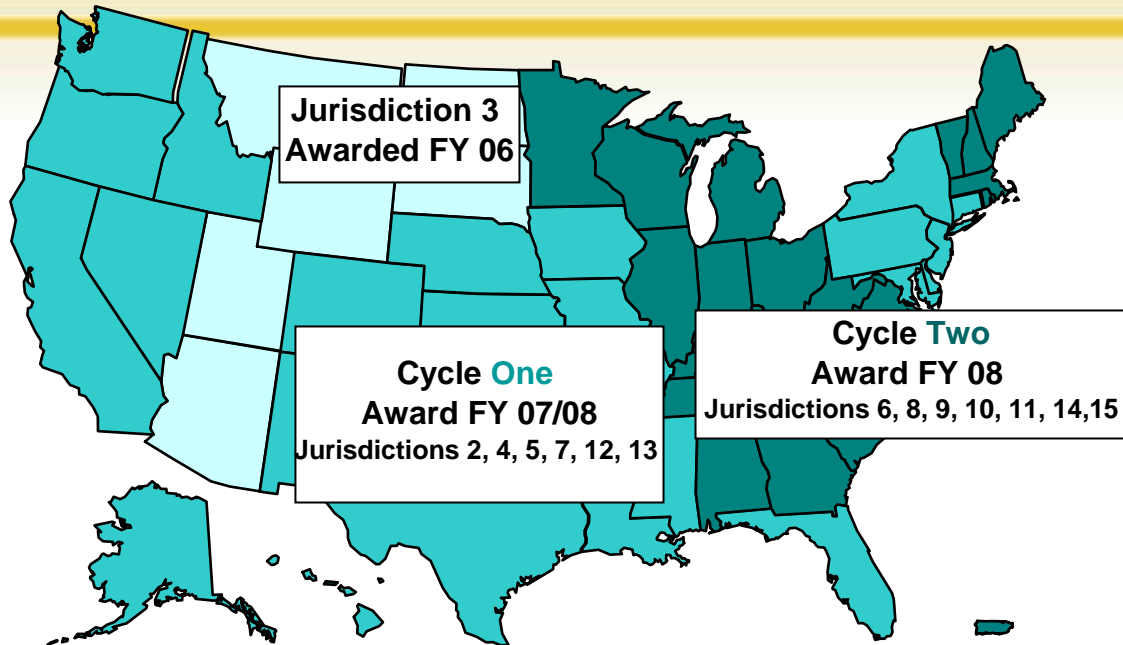 Jurisdiction 3
Awarded FY 06
Cycle One
Award FY 07/08
Jurisdictions 2, 4, 5, 7, 12, 13
Cycle Two
Award FY 08
Jurisdictions 6, 8, 9, 10, 11, 14,15